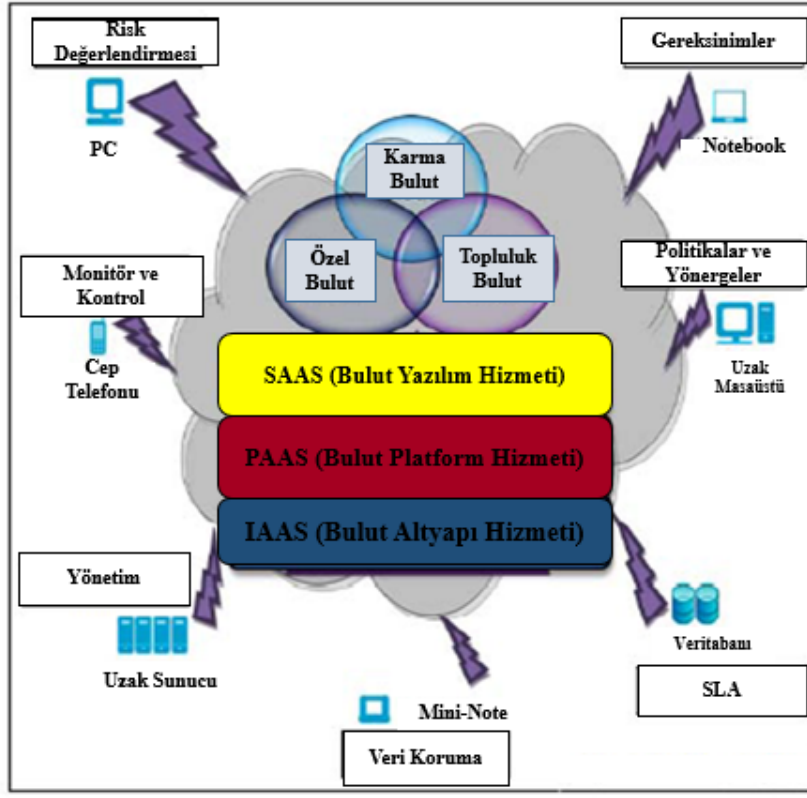 Risk
Değerlendirmesi
PC
Gereksinimler
Notebook
Karma
Bulut
Özel
Bulut
Topluluk
Bulut
Monitör ve
Kontrol
Cep
Telefonu
Politikalar ve
Yönergeler
Uzak
Masaüstü
SAAS (Bulut Yazılım Hizmeti)
PAAS (Bulut Platform Hizmeti)
IAAS (Bulut Altyapı Hizmeti)
Yönetim
Uzak Sunucu
Veritabanı
SLA
Mini-Note
Veri Koruma